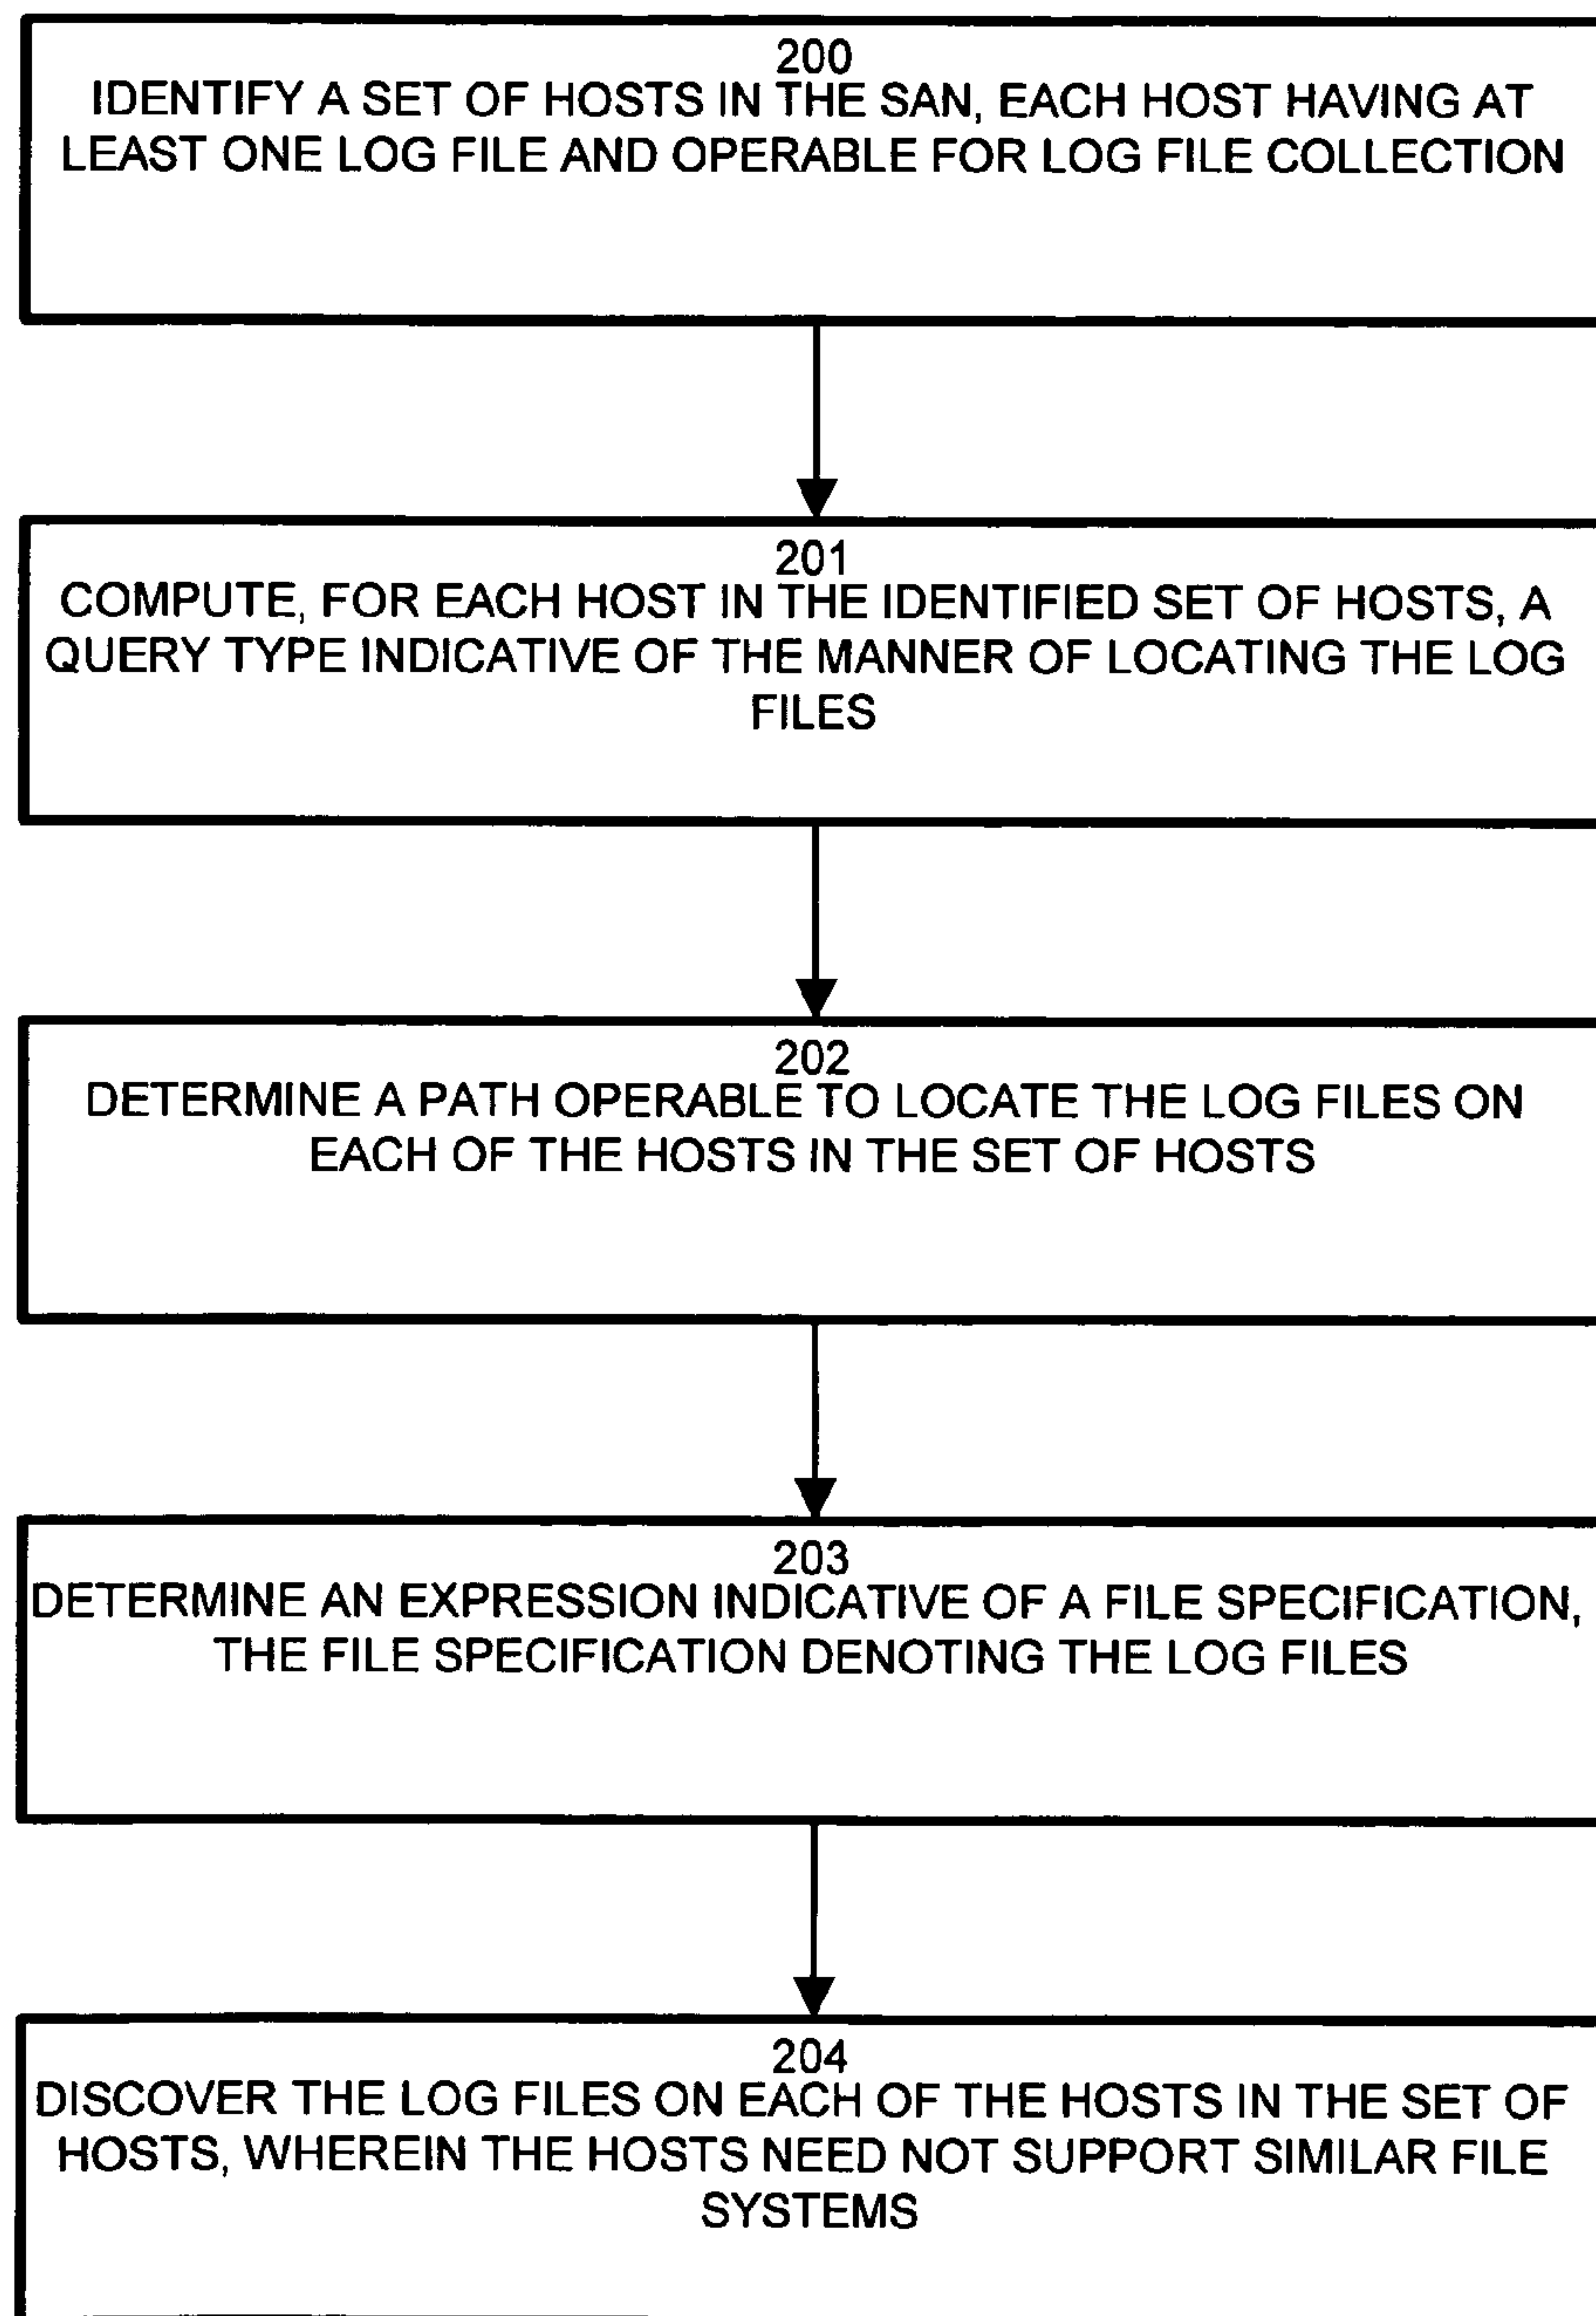 200
IDENTIFY A SET OF HOSTS IN THE SAN, EACH HOST HAVING AT
LEAST ONE LOG FILE AND OPERABLE FOR LOG FILE COLLECTION
201
COMPUTE, FOR EACH HOST IN THE IDENTIFIED SET OF HOSTS, A
QUERY TYPE INDICATIVE OF THE MANNER OF LOCATING THE LOG
FILES
202
DETERMINE A PATH OPERABLE TO LOCATE THE LOG FILES ON
EACH OF THE HOSTS IN THE SET OF HOSTS
203
DETERMINE AN EXPRESSION INDICATIVE OF A FILE SPECIFICATION,
THE FILE SPECIFICATION DENOTING THE LOG FILES
204
DISCOVER THE LOG FILES ON EACH OF THE HOSTS IN THE SET OF
HOSTS, WHEREIN THE HOSTS NEED NOT SUPPORT SIMILAR FILE
SYSTEMS